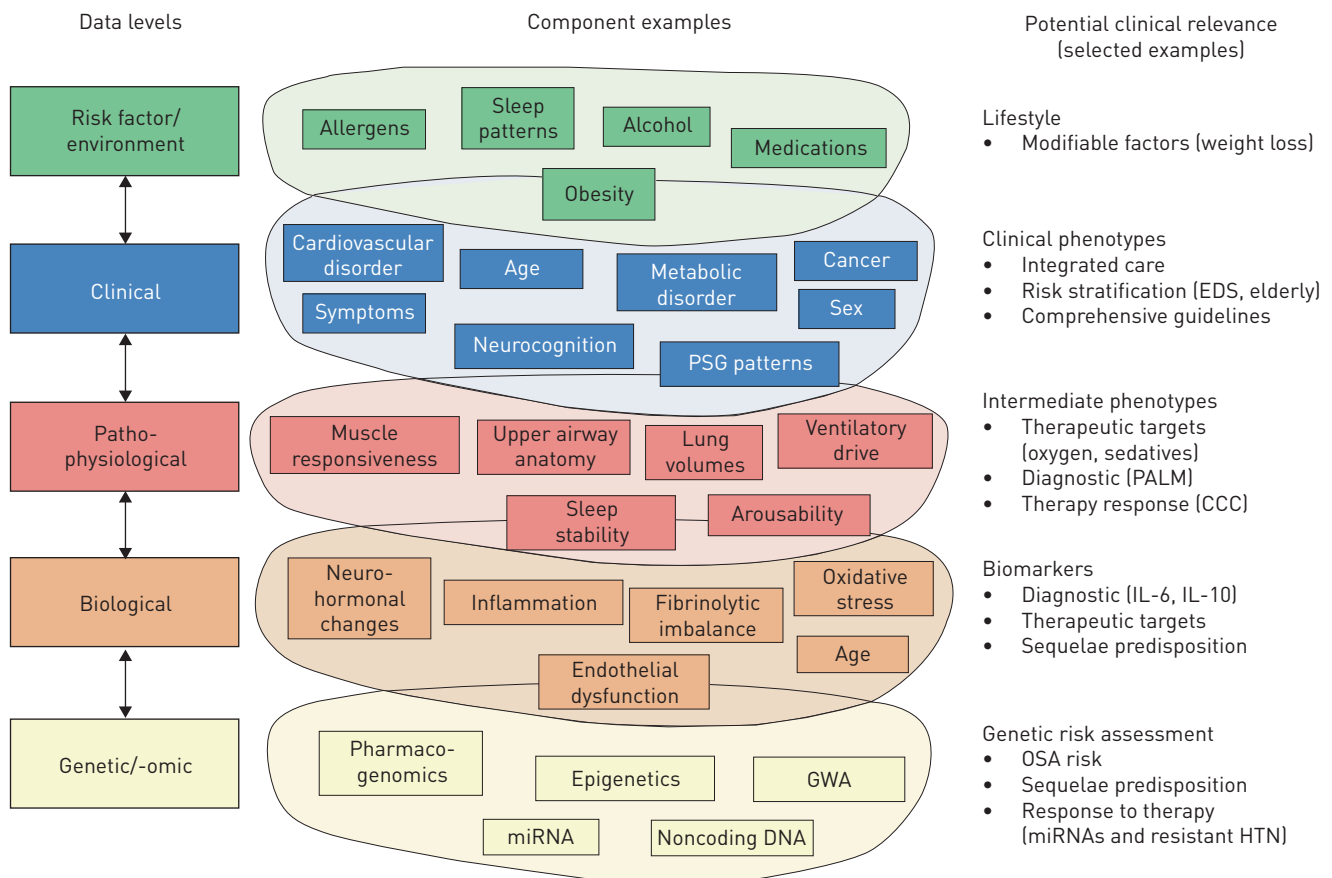 Data levels
Component examples
Potential clinical relevance
(selected examples)
Risk factor/
environment
Allergens
Sleep
patterns
Alcohol
Medications
Obesity
Lifestyle
• Modifiable factors (weight loss)
Clinical
Cardiovascular
disorder
Age
Metabolic
disorder
Cancer
Symptoms
Sex
Neurocognition
PSG patterns
Clinical phenotypes
• Integrated care
• Risk stratification (EDS, elderly)
• Comprehensive guidelines
Patho-
physiological
Muscle
responsiveness
Upper airway
anatomy
Lung
volumes
Ventilatory
drive
Sleep
stability
Arousability
Intermediate phenotypes
• Therapeutic targets
(oxygen, sedatives)
• Diagnostic (PALM)
• Therapy response (CCC)
Biological
Neuro-
hormonal
changes
Inflammation
Fibrinolytic
imbalance
Oxidative
stress
Age
Endothelial
dysfunction
Biomarkers
• Diagnostic (IL-6, IL-10)
• Therapeutic targets
• Sequelae predisposition
Genetic/-omic
Pharmaco-
genomics
Epigenetics
GWA
miRNA
Noncoding DNA
Genetic risk assessment
• OSA risk
• Sequelae predisposition
• Response to therapy
(miRNAs and resistant HTN)